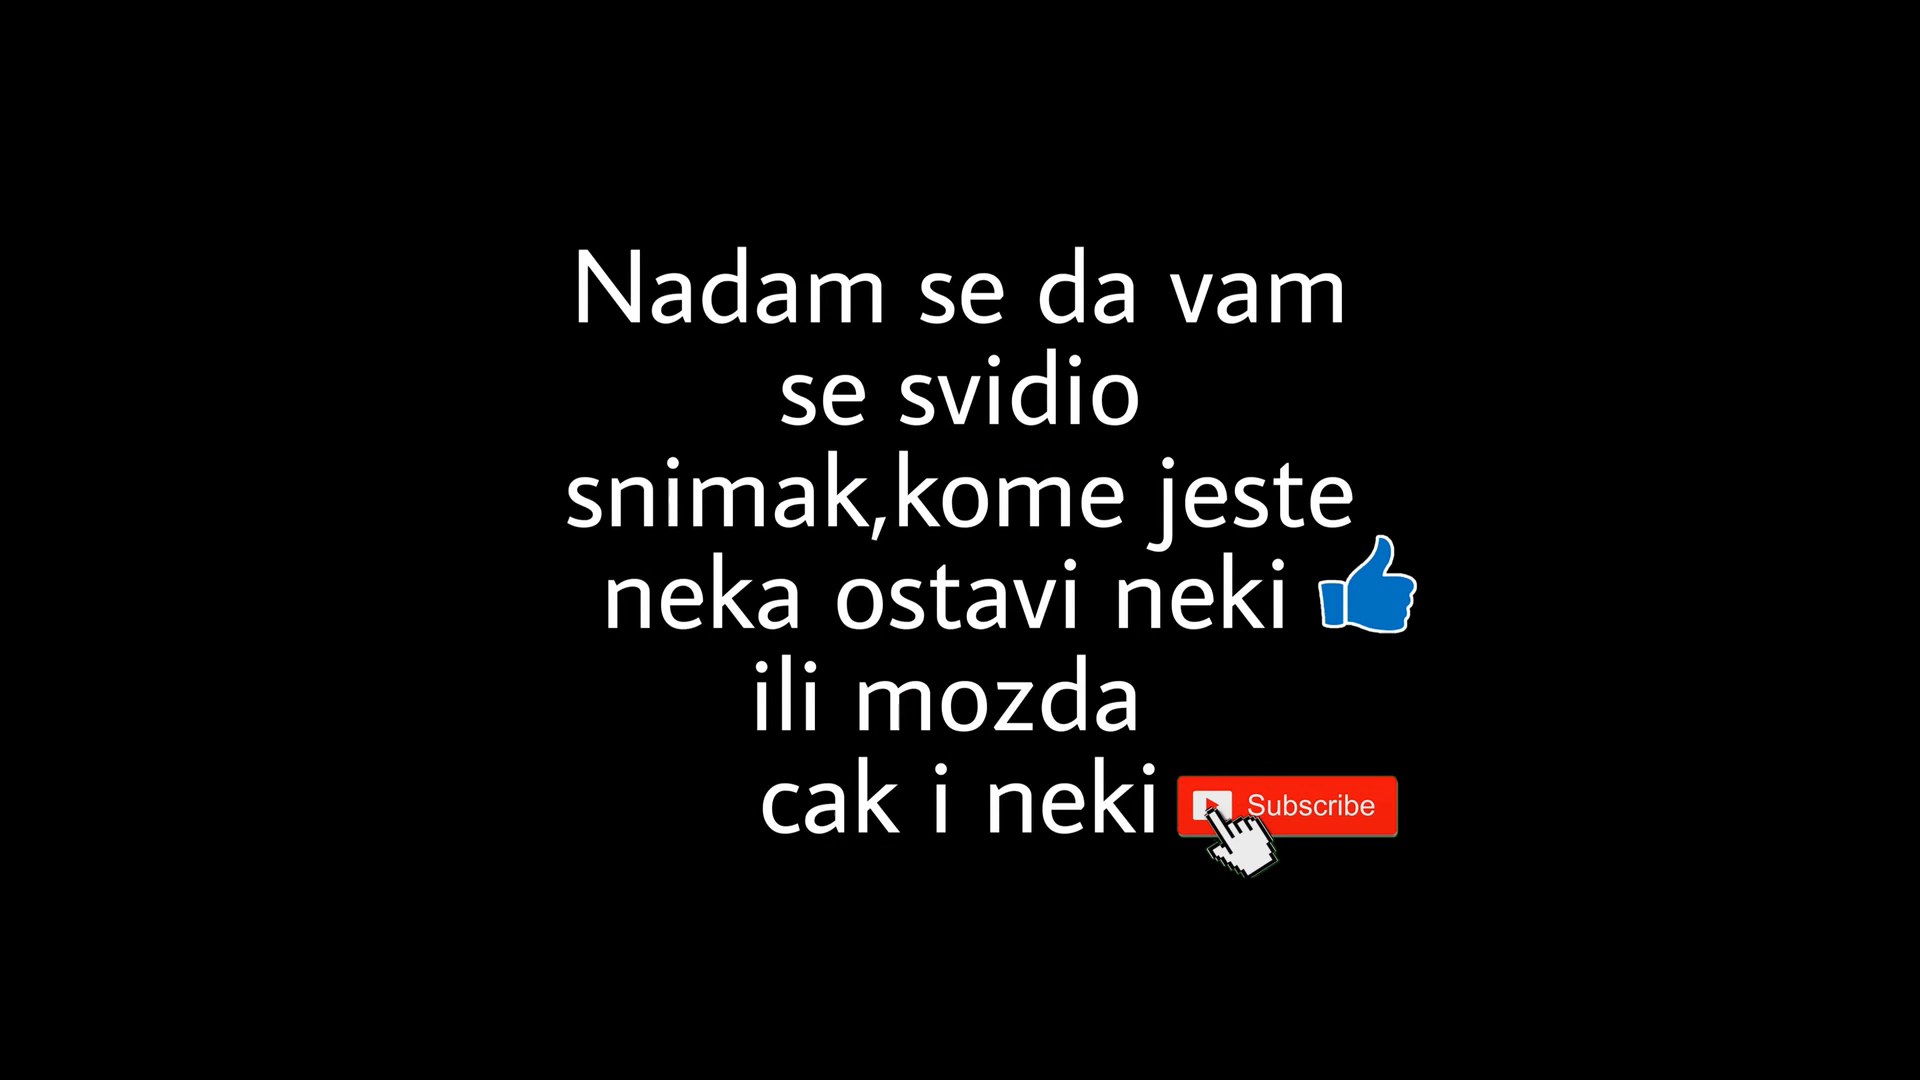 Nadam se da vam
se svidio
snimak,kome jeste
neka ostavi neki
ili mozda
cak i neki Subscribe